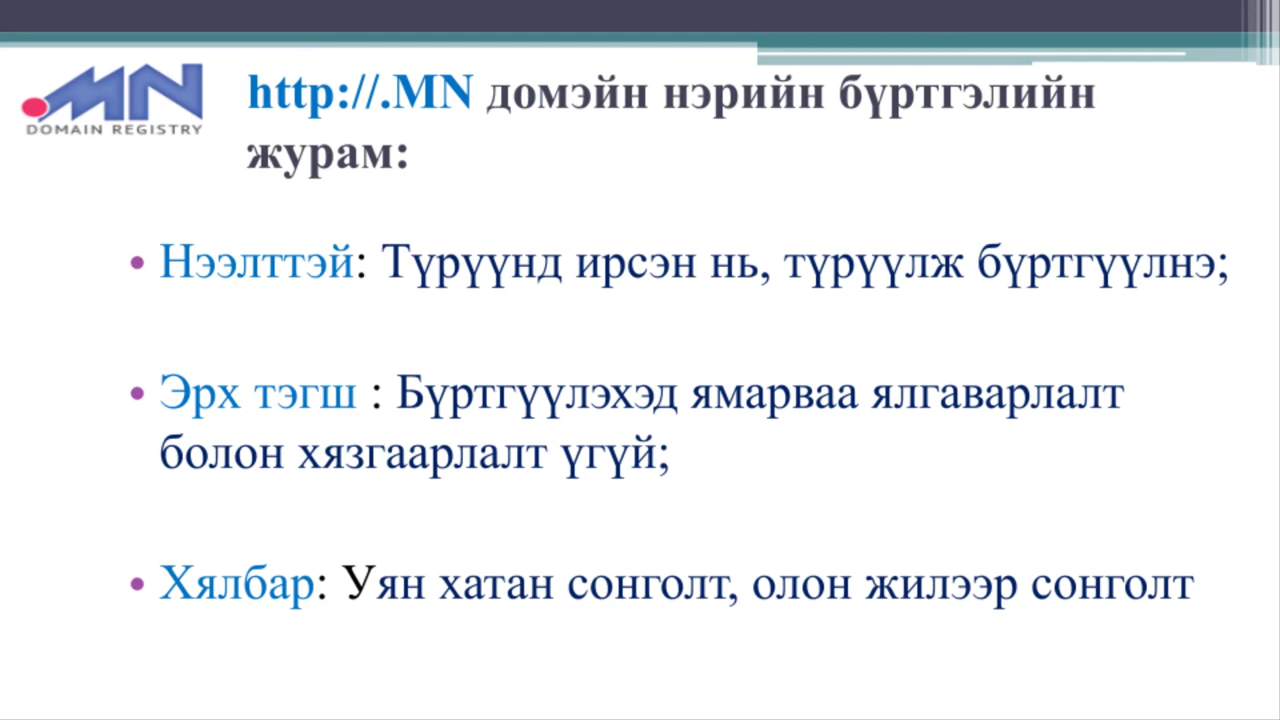 .MN
DOMAIN REGISTRY
http://.MN домэйн нэрийн бүртгэлийн
журам:
• Нээлттэй: Түрүүнд ирсэн нь, түрүүлж бүртгүүлнэ;
• Эрх тэгш : Бүртгүүлэхэд ямарваа ялгаварлалт
болон хязгаарлалт үгүй;
• Хялбар: Уян хатан сонголт, олон жилээр сонголт